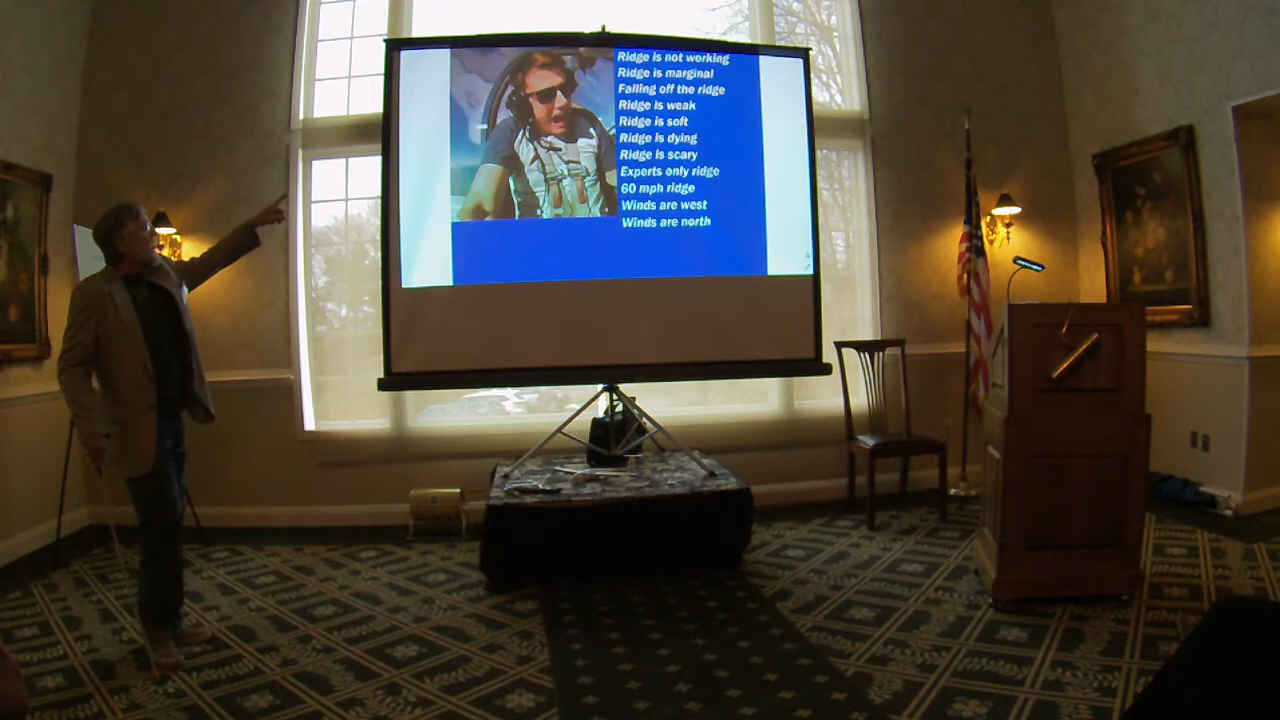 Ridge is not working
Ridge is marginal
Falling off the ridge
Ridge is weak
Ridge is soft
Ridge is dying
Ridge is scary
Experts only ridge
60 mph ridge
Winds are west
Winds are north